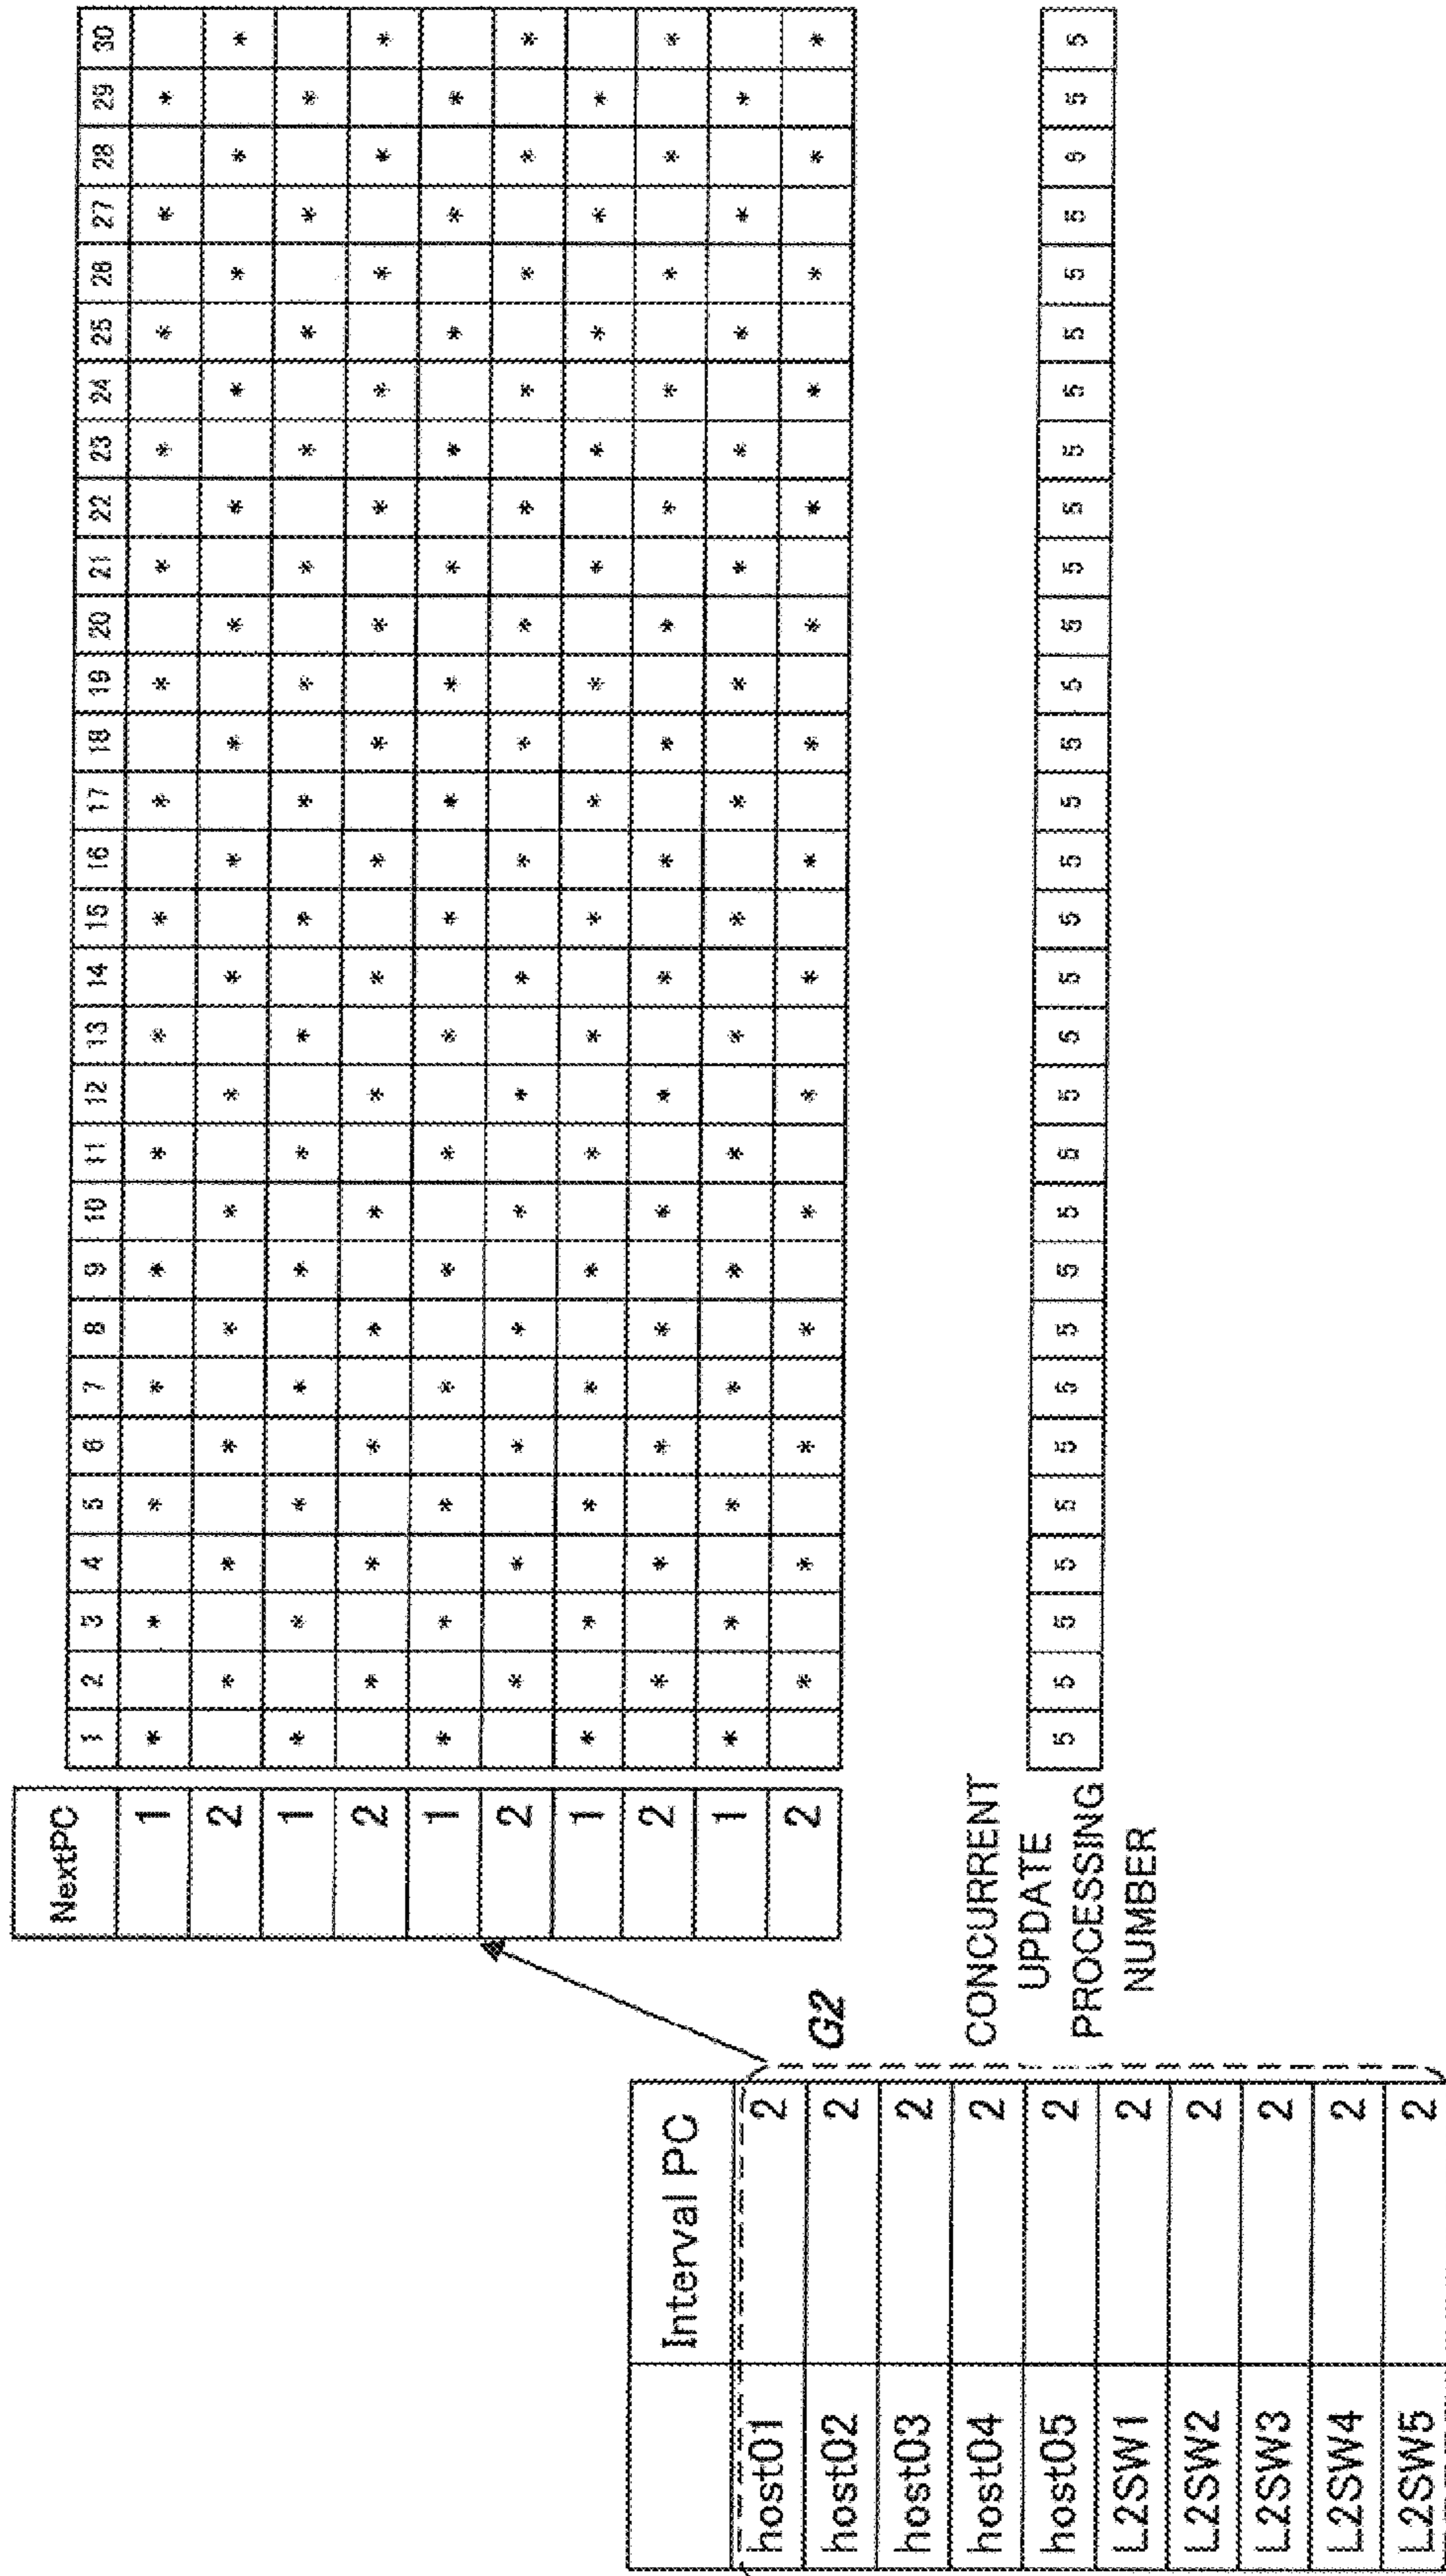 NextPC 1 2 3 4 5 6 7 8 9 10 11 12 13 14 15 16 17 18 19 20 21 22 23 24 25 26 27 28 29 30
1 * * * * * * * * * * * * * * *
2 * * * * * * * * * * * * * * *
1 * * * * * * * * * * * * * * *
2 * * * * * * * * * * * * * * *
1 * * * * * * * * * * * * * * *
2 * * * * * * * * * * * * * * *
1 * * * * * * * * * * * * * * *
2 * * * * * * * * * * * * * * *
1 * * * * * * * * * * * * * * *
2 * * * * * * * * * * * * * * *
G2
Interval PC
host01 2
host02 2
host03 2
host04 2
host05 2
L2SW1 2
L2SW2 2
L2SW3 2
L2SW4 2
L2SW5 2
CONCURRENT
UPDATE
PROCESSING
NUMBER
5 5 5 5 5 5 5 5 5 5 5 5 5 5 5 5 5 5 5 5 5 5 5 5 5 5 5 5 5 5